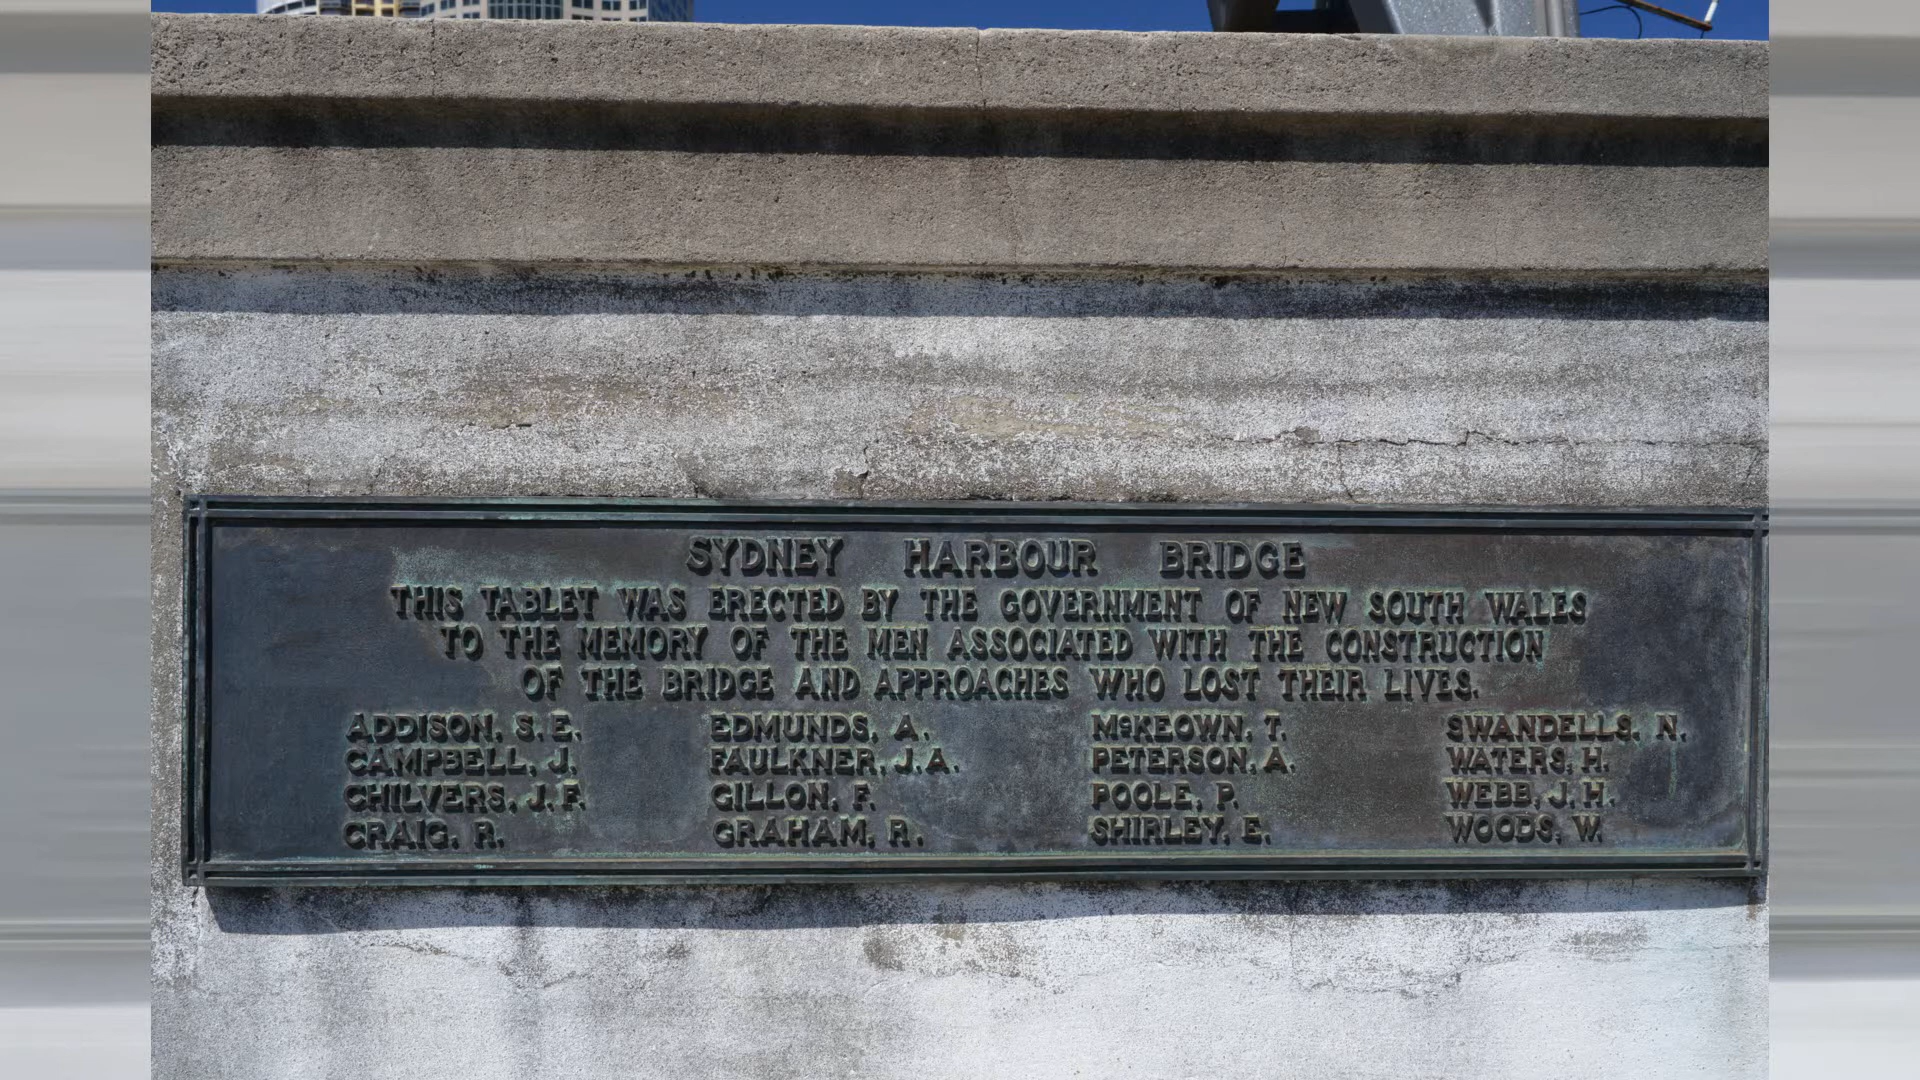 SYDNEY HARBOUR BRIDGE
THIS TABLET WAS ERECTED BY THE GOVERNMENT OF NEW SOUTH WALES
TO THE MEMORY OF THE MEN ASSOCIATED WITH THE CONSTRUCTION
OF THE BRIDGE AND APPROACHES WHO LOST THEIR LIVES.
ADDISON, S. E. EDMUNDS, A. McKEOWN, T. SWANDELLS, N.
CAMPBELL, J. FAULKNER, J. A. PETERSON, A. WATERS, H.
CHILVERS, J. F. GILLON, F. POOLE, P. WEBB, J. H.
CRAIG, R. GRAHAM, R. SHIRLEY, E. WOODS, W.